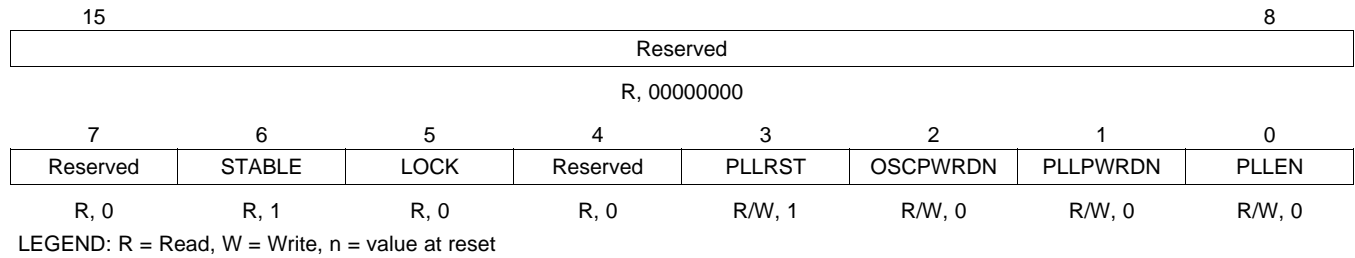 15 8
Reserved
R, 00000000
7 6 5 4 3 2 1 0
Reserved STABLE LOCK Reserved PLLRST OSCPWRDN PLLPWRDN PLLEN
R, 0 R, 1 R, 0 R, 0 R/W, 1 R/W, 0 R/W, 0 R/W, 0
LEGEND: R = Read, W = Write, n = value at reset